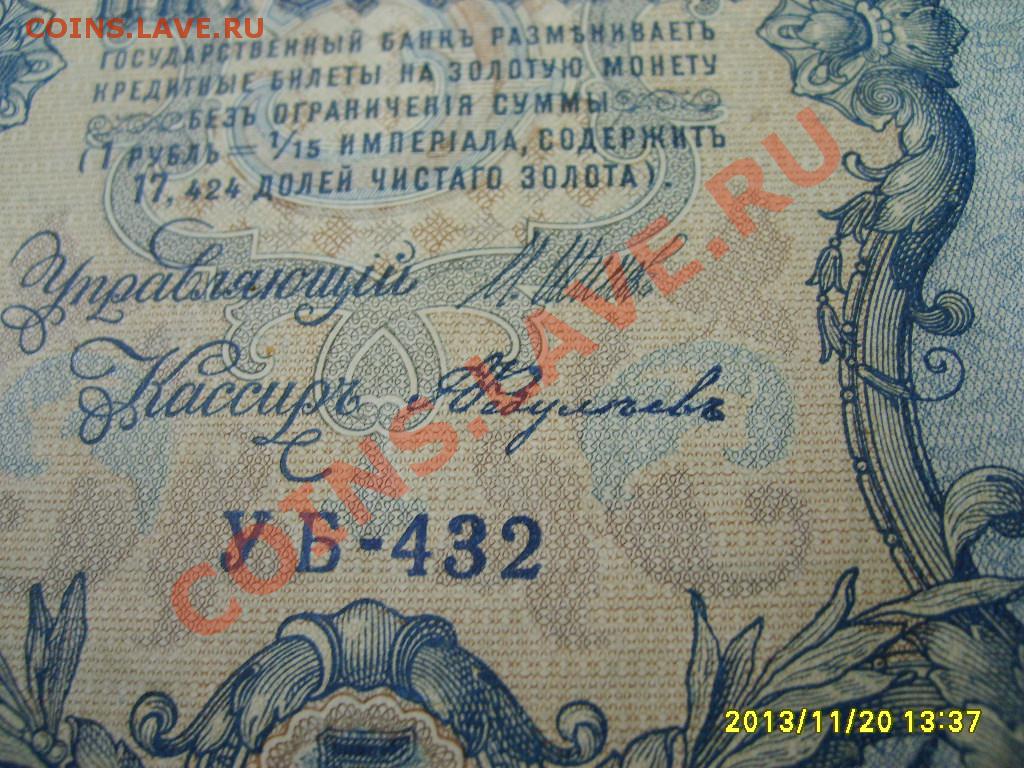 COINS.LAVE.РУ
ГОСУДАРСТВЕННЫЙ БАНКЪ РАЗМѢНИВАЕТЪ
КРЕДИТНЫЕ БИЛЕТЫ НА ЗОЛОТУЮ МОНЕТУ
БЕЗЪ ОГРАНИЧЕНІЯ СУММЫ
(1 РУБЛЬ = 1/15 ИМПЕРІАЛА, СОДЕРЖИТЪ
17,424 ДОЛЕЙ ЧИСТАГО ЗОЛОТА).
Управляющій
Кассиръ
УБ-432
COINS.LAVE.RU
2013/11/20 13:37